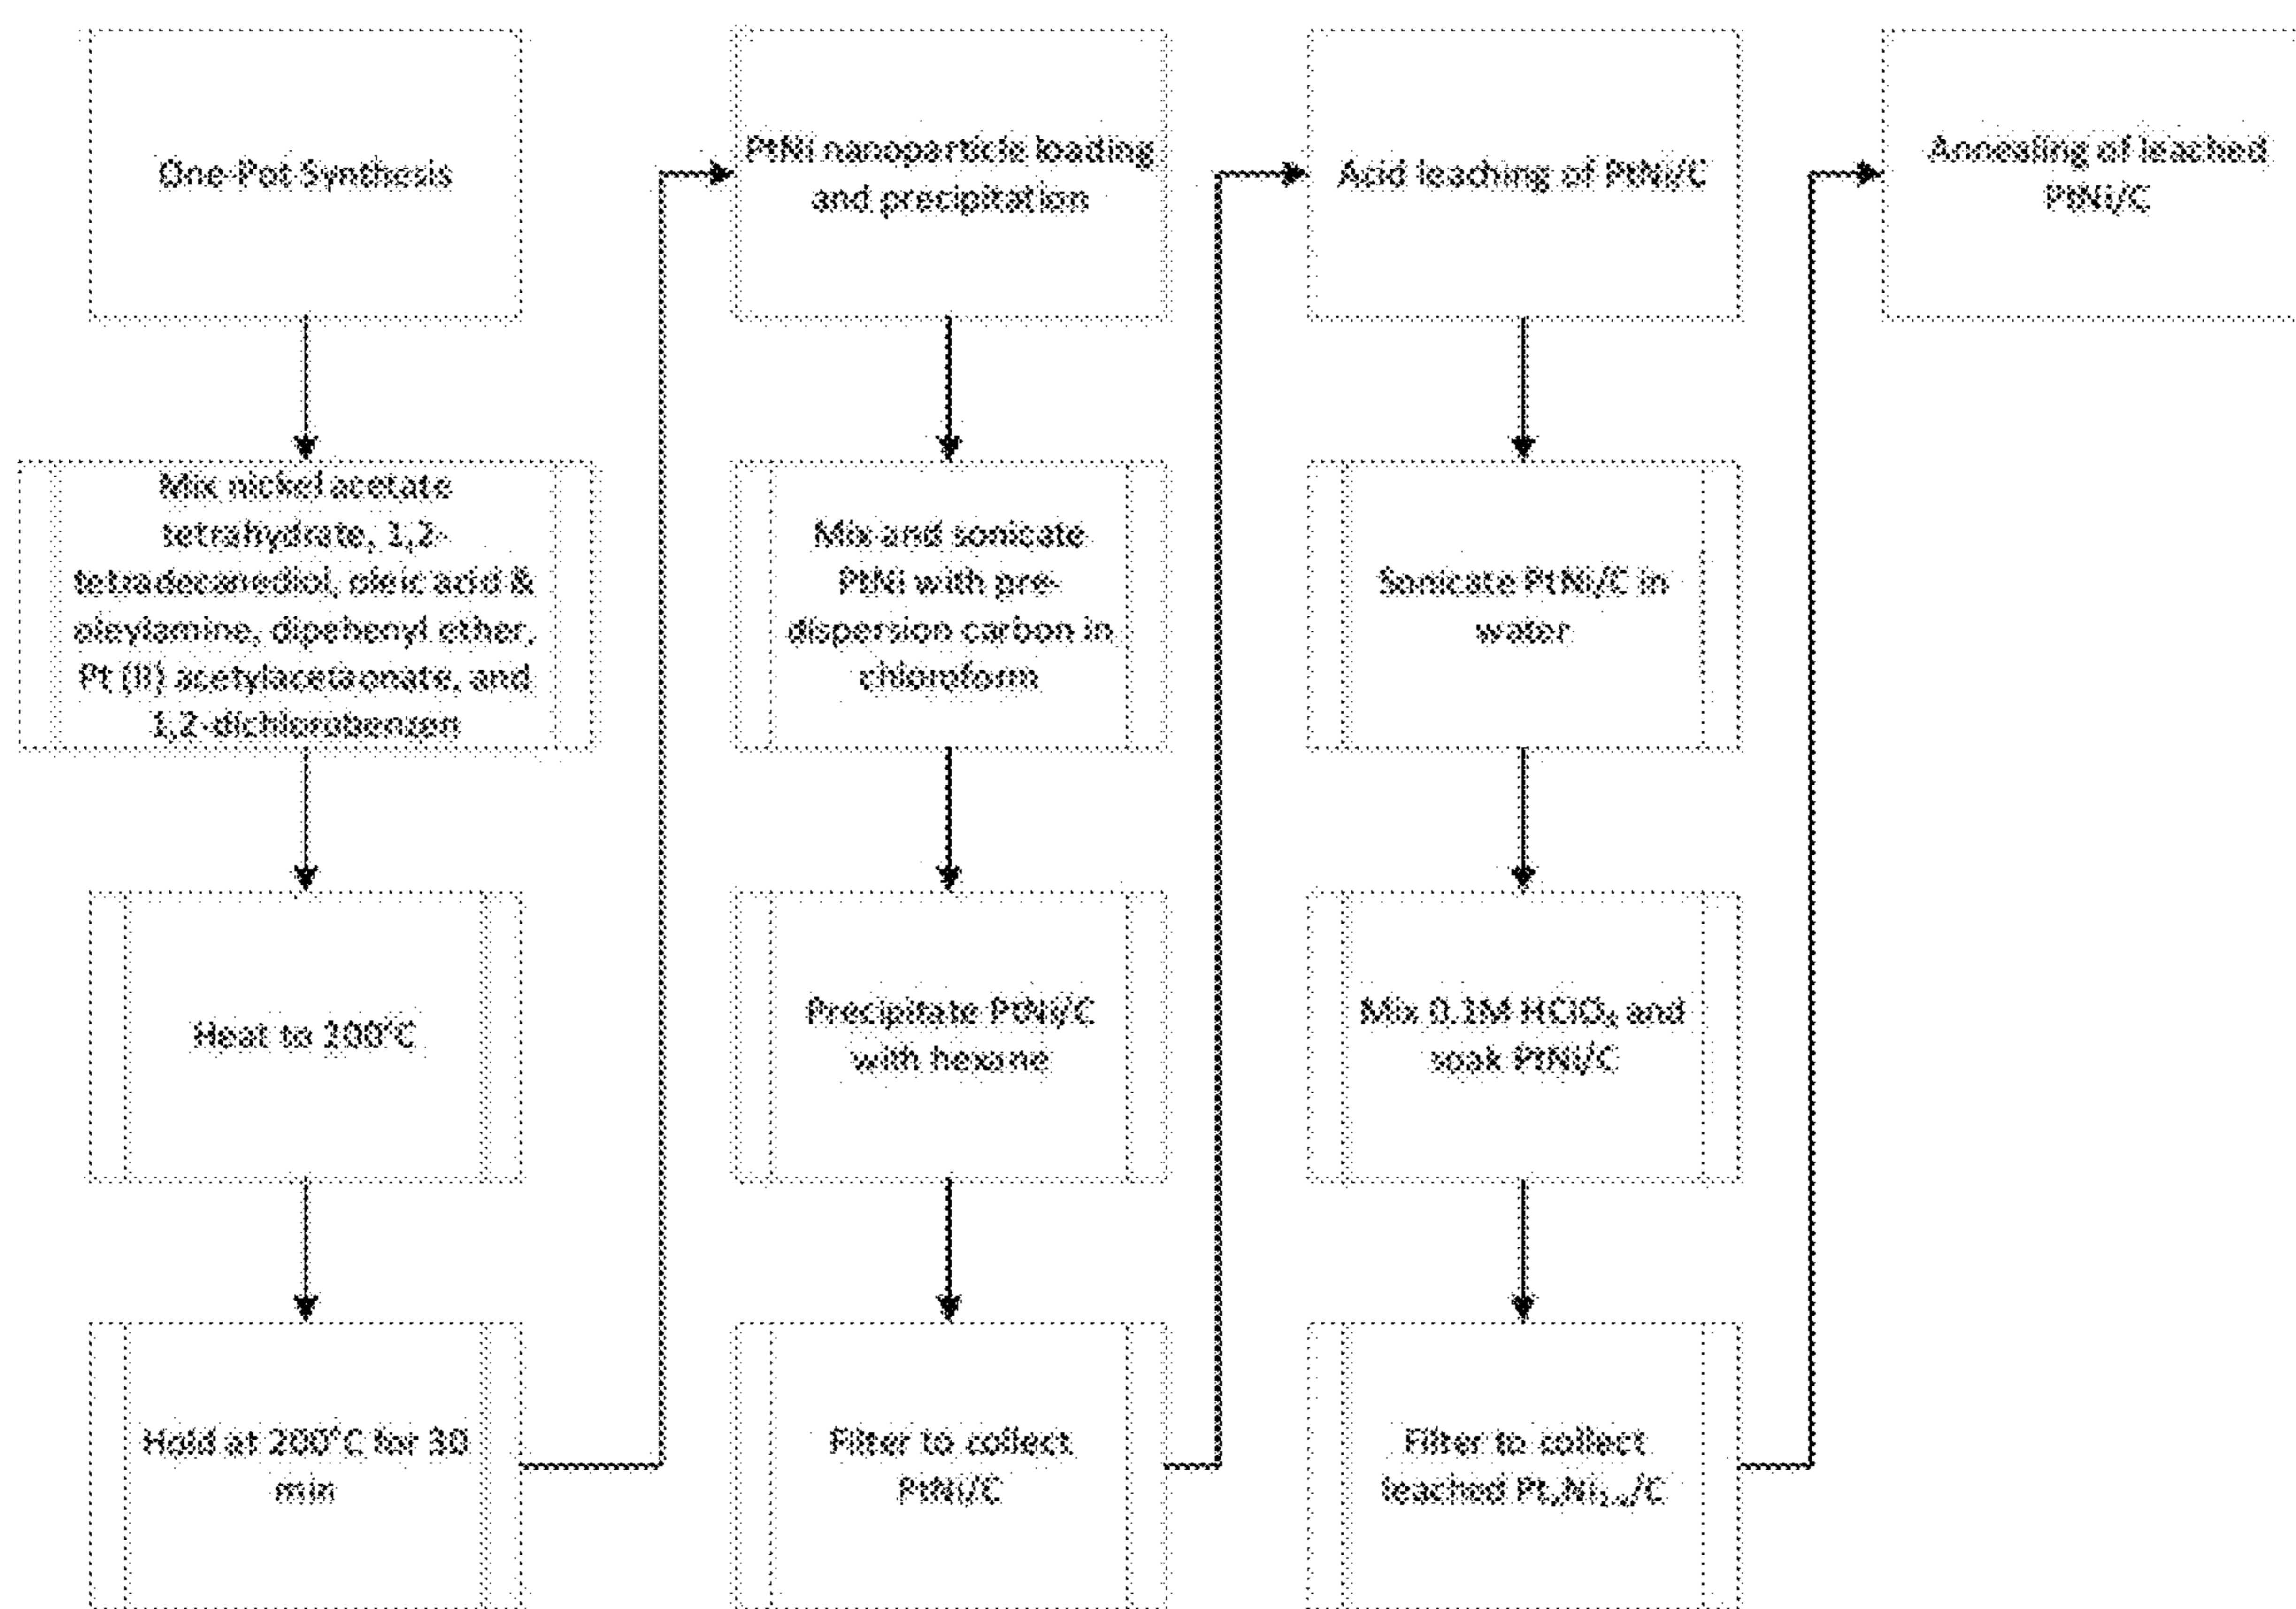 One-Pot Synthesis
Mix nickel acetate
tetrahydrate, 1,2-
tetradecanediol, oleic acid &
oleylamine, dipehenyl ether,
Pt (II) acetylacetaonate, and
1,2-dichlorobenzen
Heat to 200°C
Hold at 200°C for 30
min
PtNi nanoparticle loading
and precipitation
Mix and sonicate
PtNi with pre-
dispersion carbon in
chloroform
Precipitate PtNi/C
with hexane
Filter to collect
PtNi/C
Acid leaching of PtNi/C
Sonicate PtNi/C in
water
Mix 0.1M HClO₄ and
soak PtNi/C
Filter to collect
leached PtₓNi₁₋ₓ/C
Annealing of leached
PtNi/C